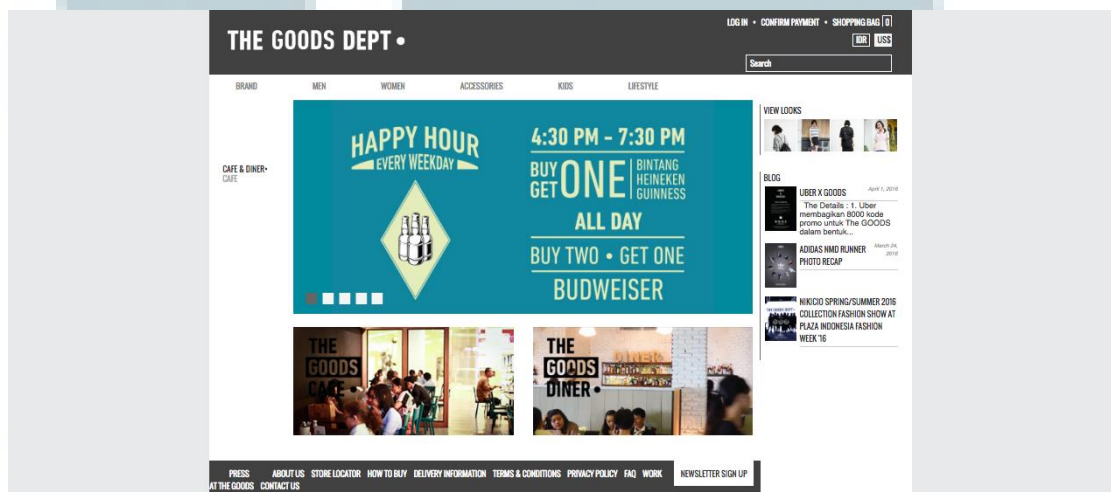 LOG IN • CONFIRM PAYMENT • SHOPPING BAG 0
THE GOODS DEPT •
IDR US$
Search
BRAND MEN WOMEN ACCESSORIES KIDS LIFESTYLE
CAFE & DINER•
CAFE
HAPPY HOUR
EVERY WEEKDAY
4:30 PM – 7:30 PM
BUY GET ONE
BINTANG
HEINEKEN
GUINNESS
ALL DAY
BUY TWO • GET ONE
BUDWEISER
THE
GOODS
CAFE •
THE
GOODS
DINER •
DINER
VIEW LOOKS
BLOG
UBER X GOODS April 1, 2016
The Details : 1. Uber
membagikan 8000 kode
promo untuk The GOODS
dalam bentuk...
ADIDAS NMD RUNNER March 24,
PHOTO RECAP 2016
NIKICIO SPRING/SUMMER 2016
COLLECTION FASHION SHOW AT
PLAZA INDONESIA FASHION
WEEK '16
PRESS ABOUT US STORE LOCATOR HOW TO BUY DELIVERY INFORMATION TERMS & CONDITIONS PRIVACY POLICY FAQ WORK NEWSLETTER SIGN UP
AT THE GOODS CONTACT US